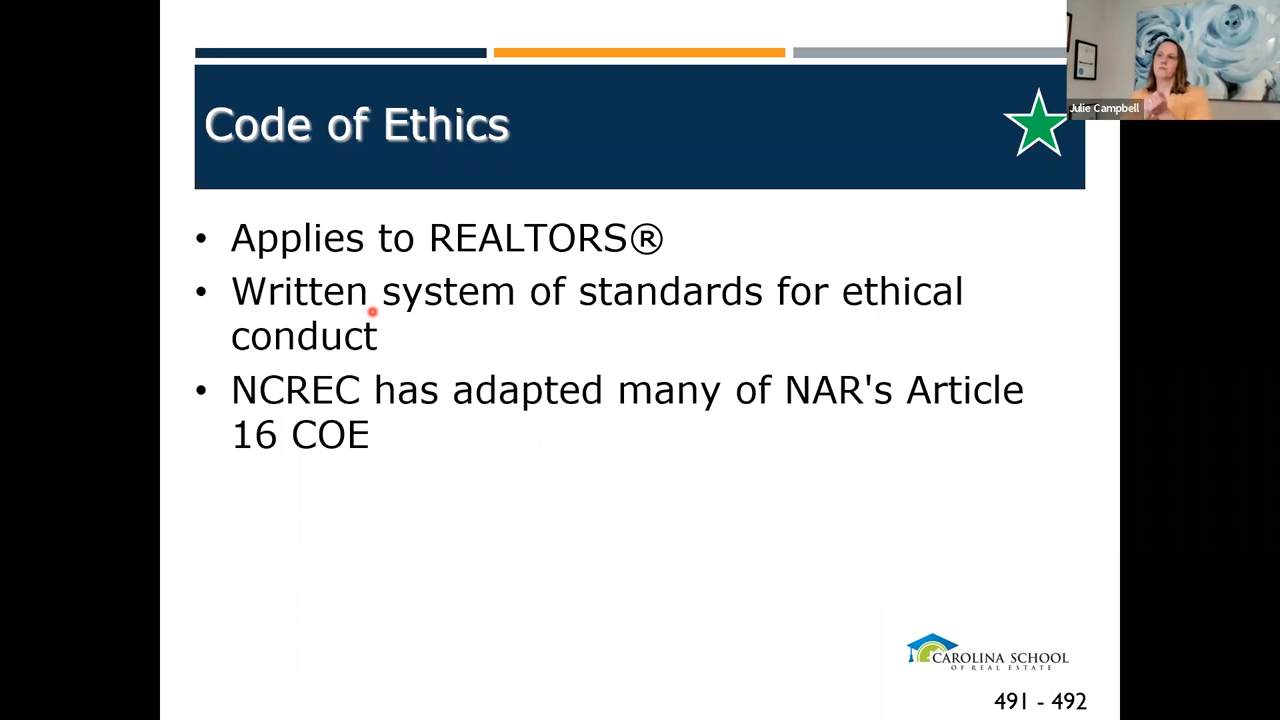 Code of Ethics
Julie Campbell
• Applies to REALTORS®
• Written system of standards for ethical
conduct
• NCREC has adapted many of NAR's Article
16 COE
CAROLINA SCHOOL
OF REAL ESTATE
491 - 492